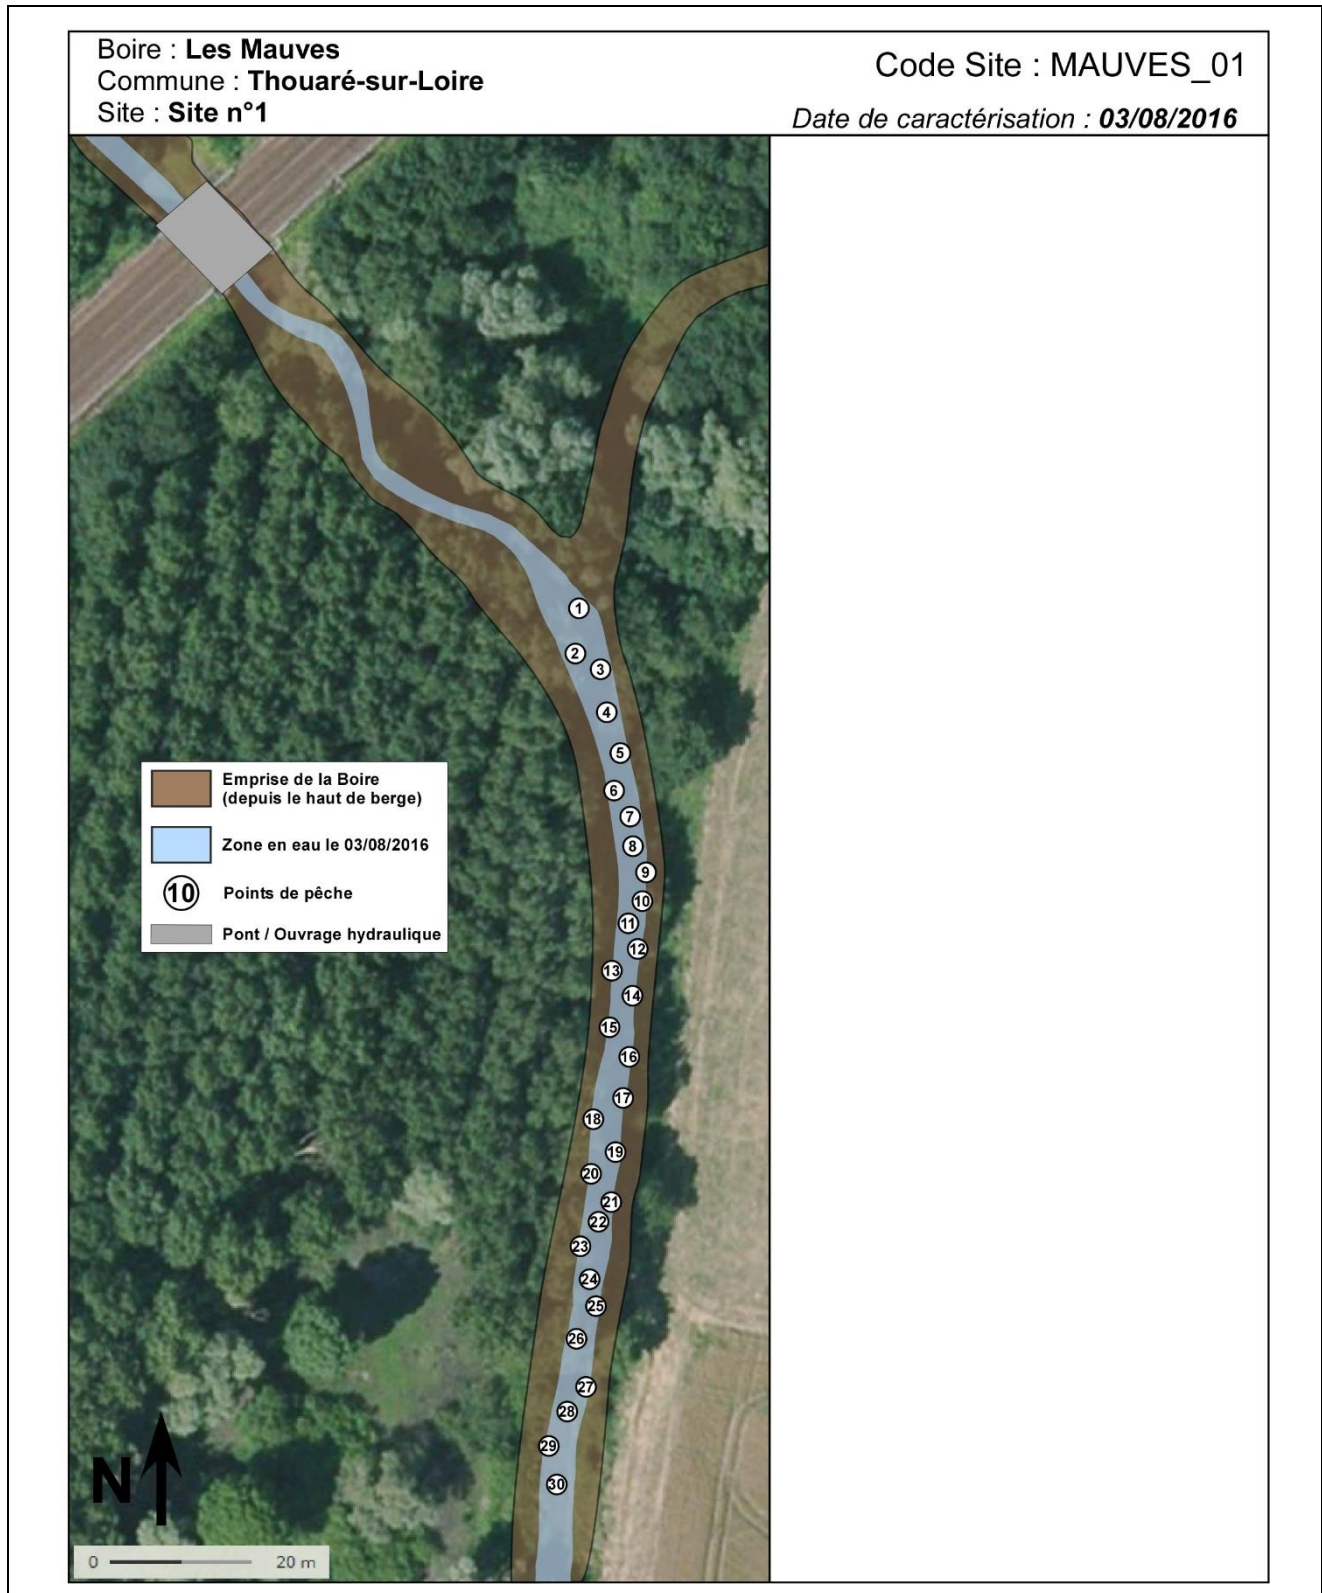 Boire : Les Mauves
Commune : Thouaré-sur-Loire
Site : Site n°1
Code Site : MAUVES_01
Date de caractérisation : 03/08/2016
1
2
3
4
5
6
7
8
9
10
11
12
13
14
15
16
17
18
19
20
21
22
23
24
25
26
27
28
29
30
Emprise de la Boire
(depuis le haut de berge)
Zone en eau le 03/08/2016
10 Points de pêche
Pont / Ouvrage hydraulique
N
0 20 m